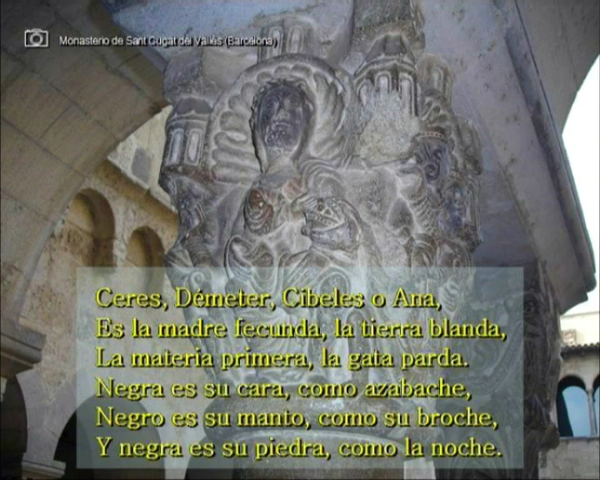 Monasterio de Sant Cugat del Vallès (Barcelona)
Ceres, Démeter, Cibeles o Ana,
Es la madre fecunda, la tierra blanda,
La materia primera, la gata parda.
Negra es su cara, como azabache,
Negro es su manto, como su broche,
Y negra es su piedra, como la noche.